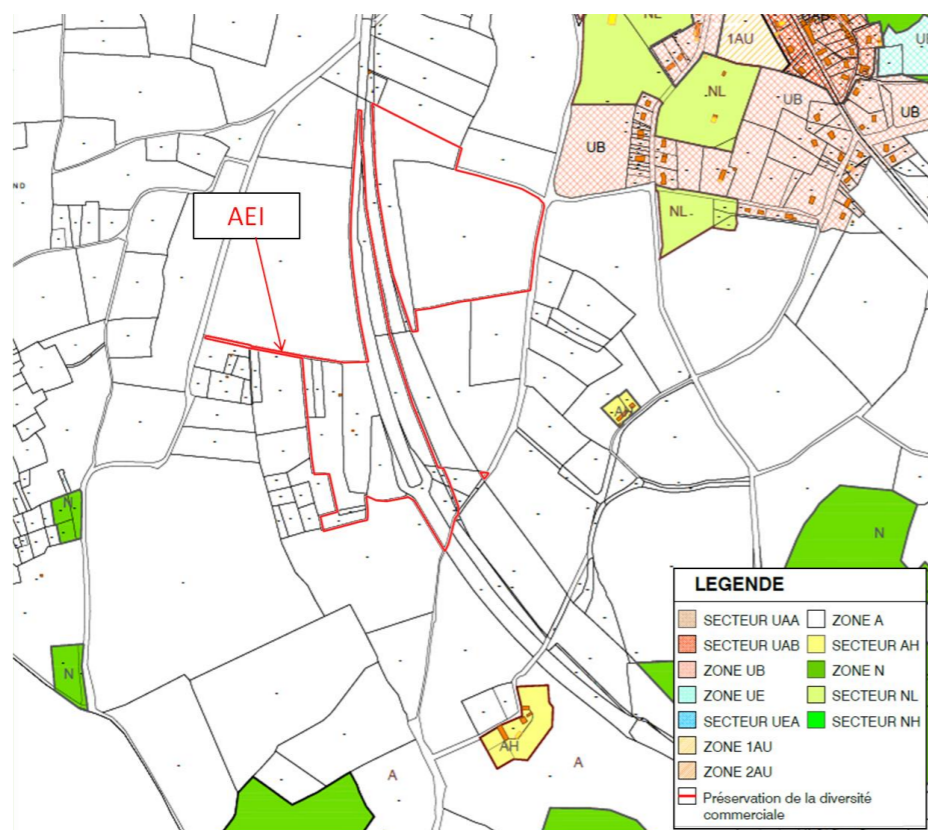 NL
1AU
UAB
NL
UB
UB
UB
ND
AEI
NL
AH
N
N
N
AH
A
A
LEGENDE
SECTEUR UAA
SECTEUR UAB
ZONE UB
ZONE UE
SECTEUR UEA
ZONE 1AU
ZONE 2AU
ZONE A
SECTEUR AH
ZONE N
SECTEUR NL
SECTEUR NH
Préservation de la diversité
commerciale